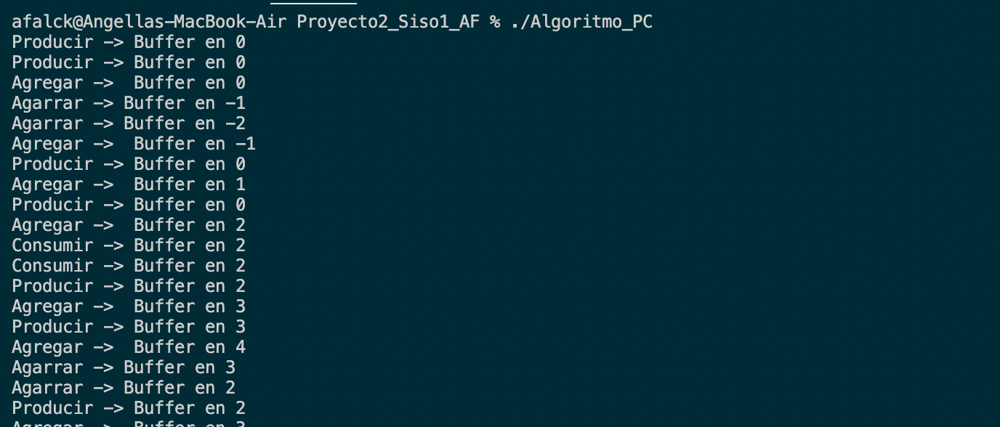 afalck@Angellas-MacBook-Air Proyecto2_Siso1_AF % ./Algoritmo_PC
Producir -> Buffer en 0
Producir -> Buffer en 0
Agregar ->  Buffer en 0
Agarrar -> Buffer en -1
Agarrar -> Buffer en -2
Agregar ->  Buffer en -1
Producir -> Buffer en 0
Agregar ->  Buffer en 1
Producir -> Buffer en 0
Agregar ->  Buffer en 2
Consumir -> Buffer en 2
Consumir -> Buffer en 2
Producir -> Buffer en 2
Agregar ->  Buffer en 3
Producir -> Buffer en 3
Agregar ->  Buffer en 4
Agarrar -> Buffer en 3
Agarrar -> Buffer en 2
Producir -> Buffer en 2
Agregar ->  Buffer en 3